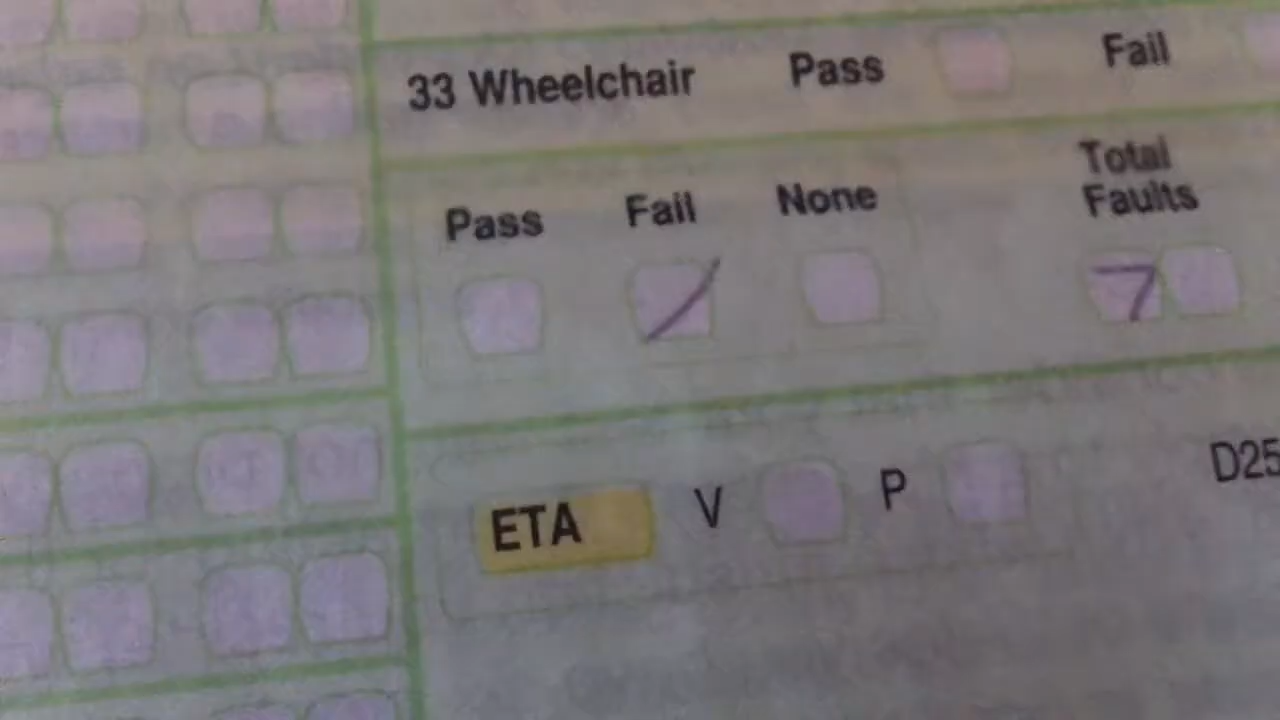 33 Wheelchair Pass Fail
Pass Fail None Total Faults
/ 7
ETA V P D25